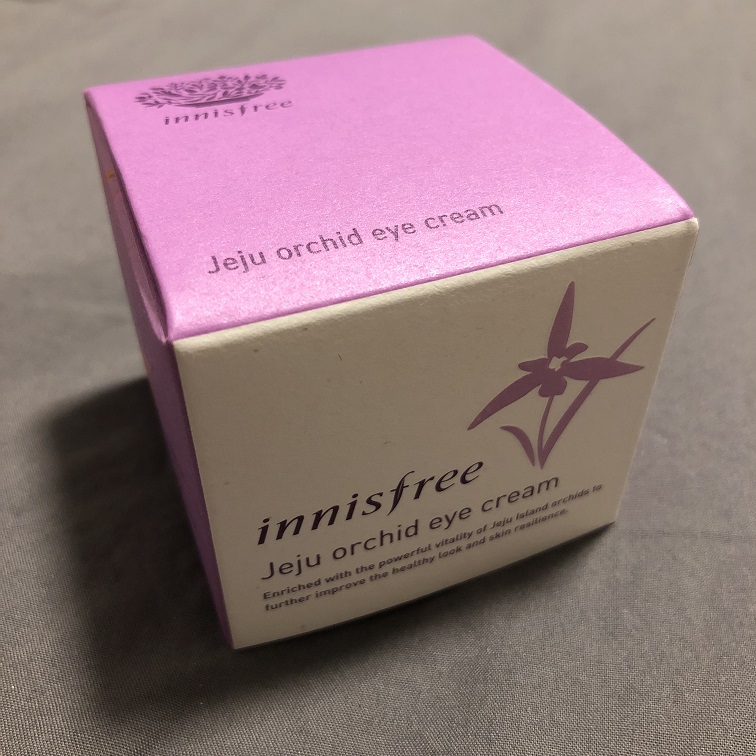 innisfree
Jeju orchid eye cream
innisfree
Jeju orchid eye cream
Enriched with the powerful vitality of Jeju Island orchids to
further improve the healthy look and skin resilience.